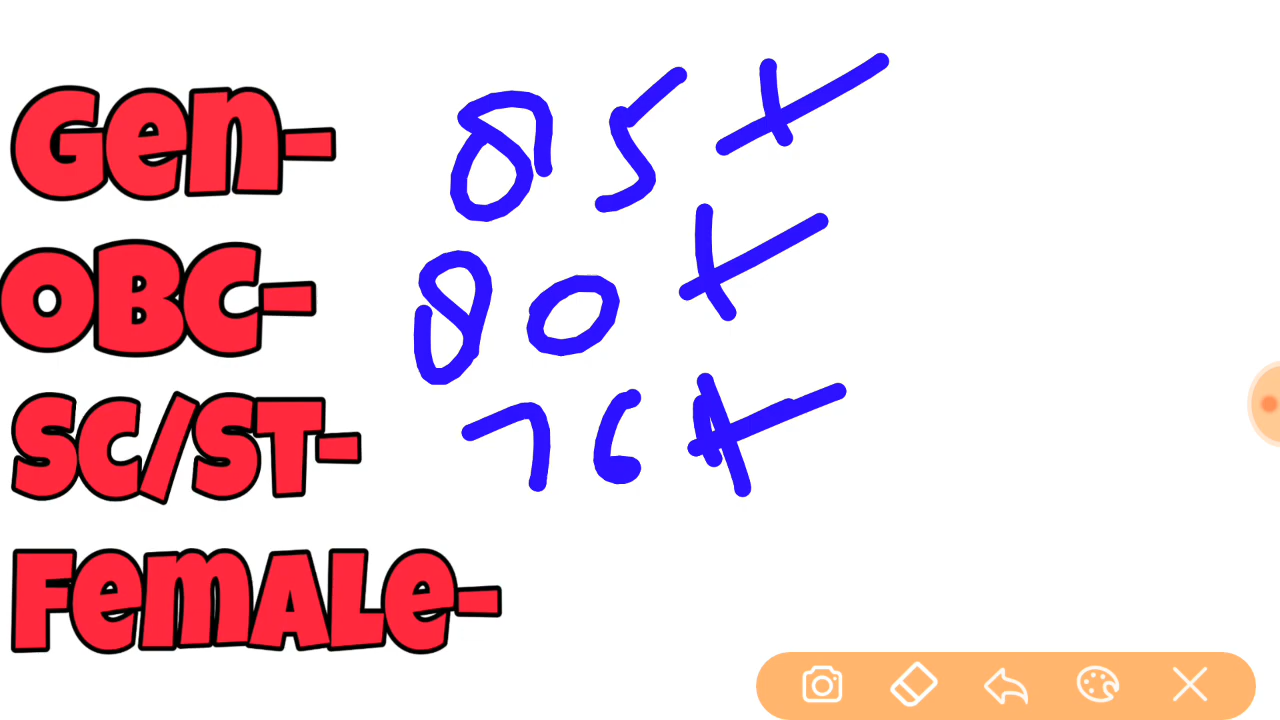 Gen- 85+
OBC- 80+
SC/ST- 76+
Female-